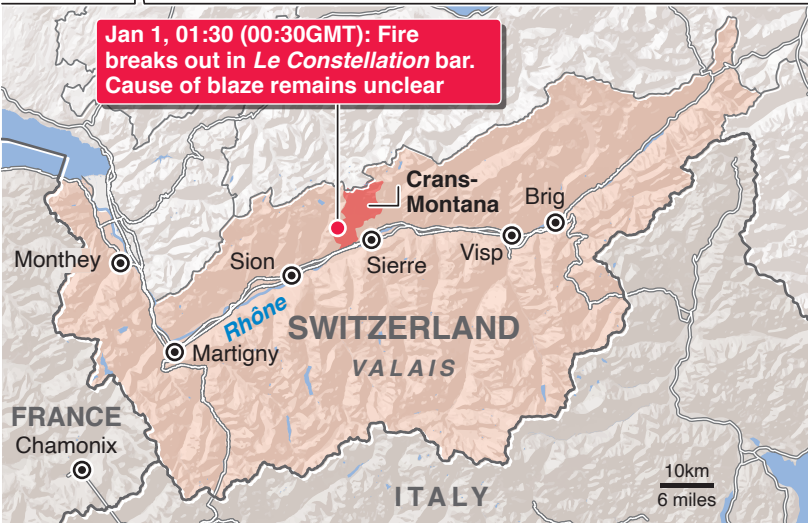 Jan 1, 01:30 (00:30GMT): Fire
breaks out in Le Constellation bar.
Cause of blaze remains unclear
Crans-
Montana
Brig
Monthey
Sion
Sierre
Visp
Rhône
SWITZERLAND
VALAIS
Martigny
FRANCE
Chamonix
ITALY
10km
6 miles